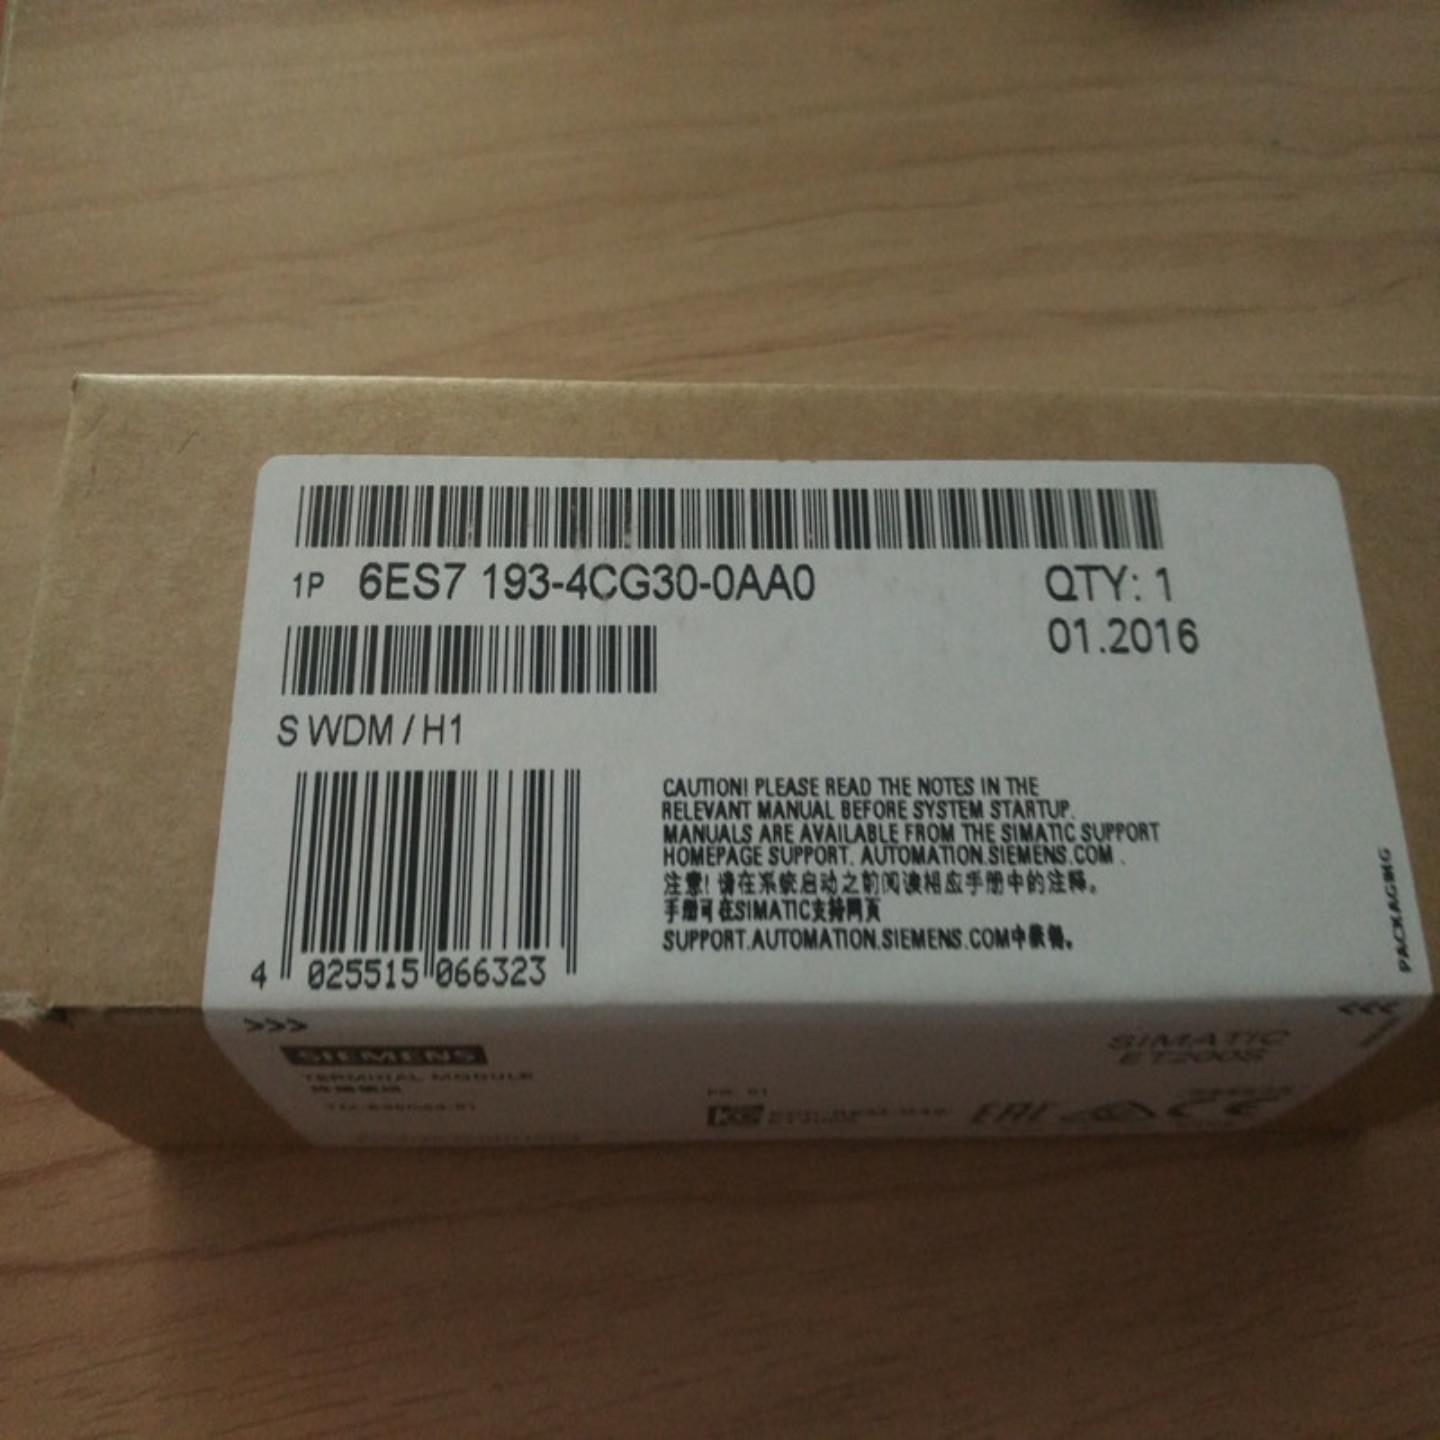 1P 6ES7 193-4CG30-0AA0
QTY: 1
01.2016
S WDM / H1
CAUTION! PLEASE READ THE NOTES IN THE
RELEVANT MANUAL BEFORE SYSTEM STARTUP.
MANUALS ARE AVAILABLE FROM THE SIMATIC SUPPORT
HOMEPAGE SUPPORT. AUTOMATION.SIEMENS.COM .
注意! 请在系统启动之前阅读相应手册中的注释。
手册可在SIMATIC支持网页
SUPPORT.AUTOMATION.SIEMENS.COM中获得。
PACKAGING
4 025515 066323
>>>
<<<
SIEMENS
SIMATIC
ET200S
TERMINAL MODULE
EAC
CE